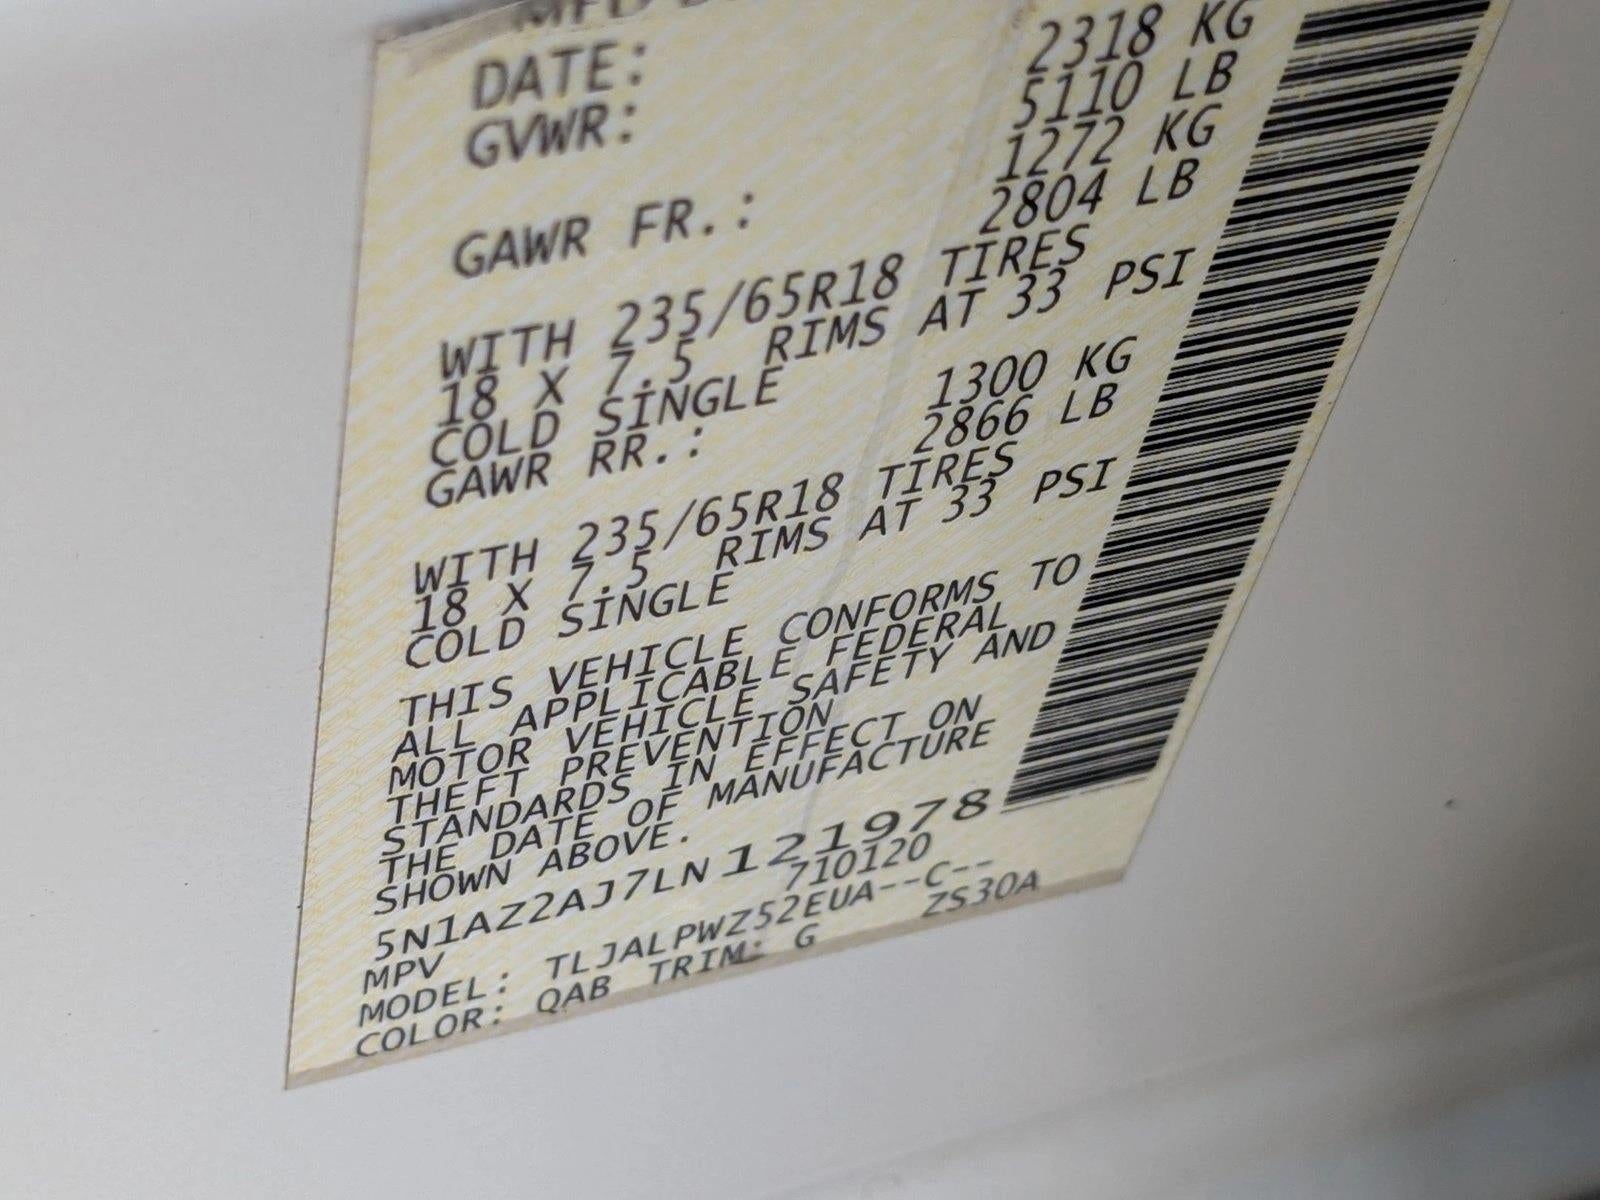 DATE:
GVWR: 2318 KG
5110 LB
GAWR FR.: 1272 KG
2804 LB
WITH 235/65R18 TIRES
18 X 7.5 RIMS AT 33 PSI
COLD SINGLE
GAWR RR.: 1300 KG
2866 LB
WITH 235/65R18 TIRES
18 X 7.5 RIMS AT 33 PSI
COLD SINGLE
THIS VEHICLE CONFORMS TO
ALL APPLICABLE FEDERAL
MOTOR VEHICLE SAFETY AND
THEFT PREVENTION
STANDARDS IN EFFECT ON
THE DATE OF MANUFACTURE
SHOWN ABOVE.
5N1AZ2AJ7LN121978
MPV 710120
MODEL: TLJALPWZ52EUA--C--
COLOR: QAB TRIM: G ZS30A